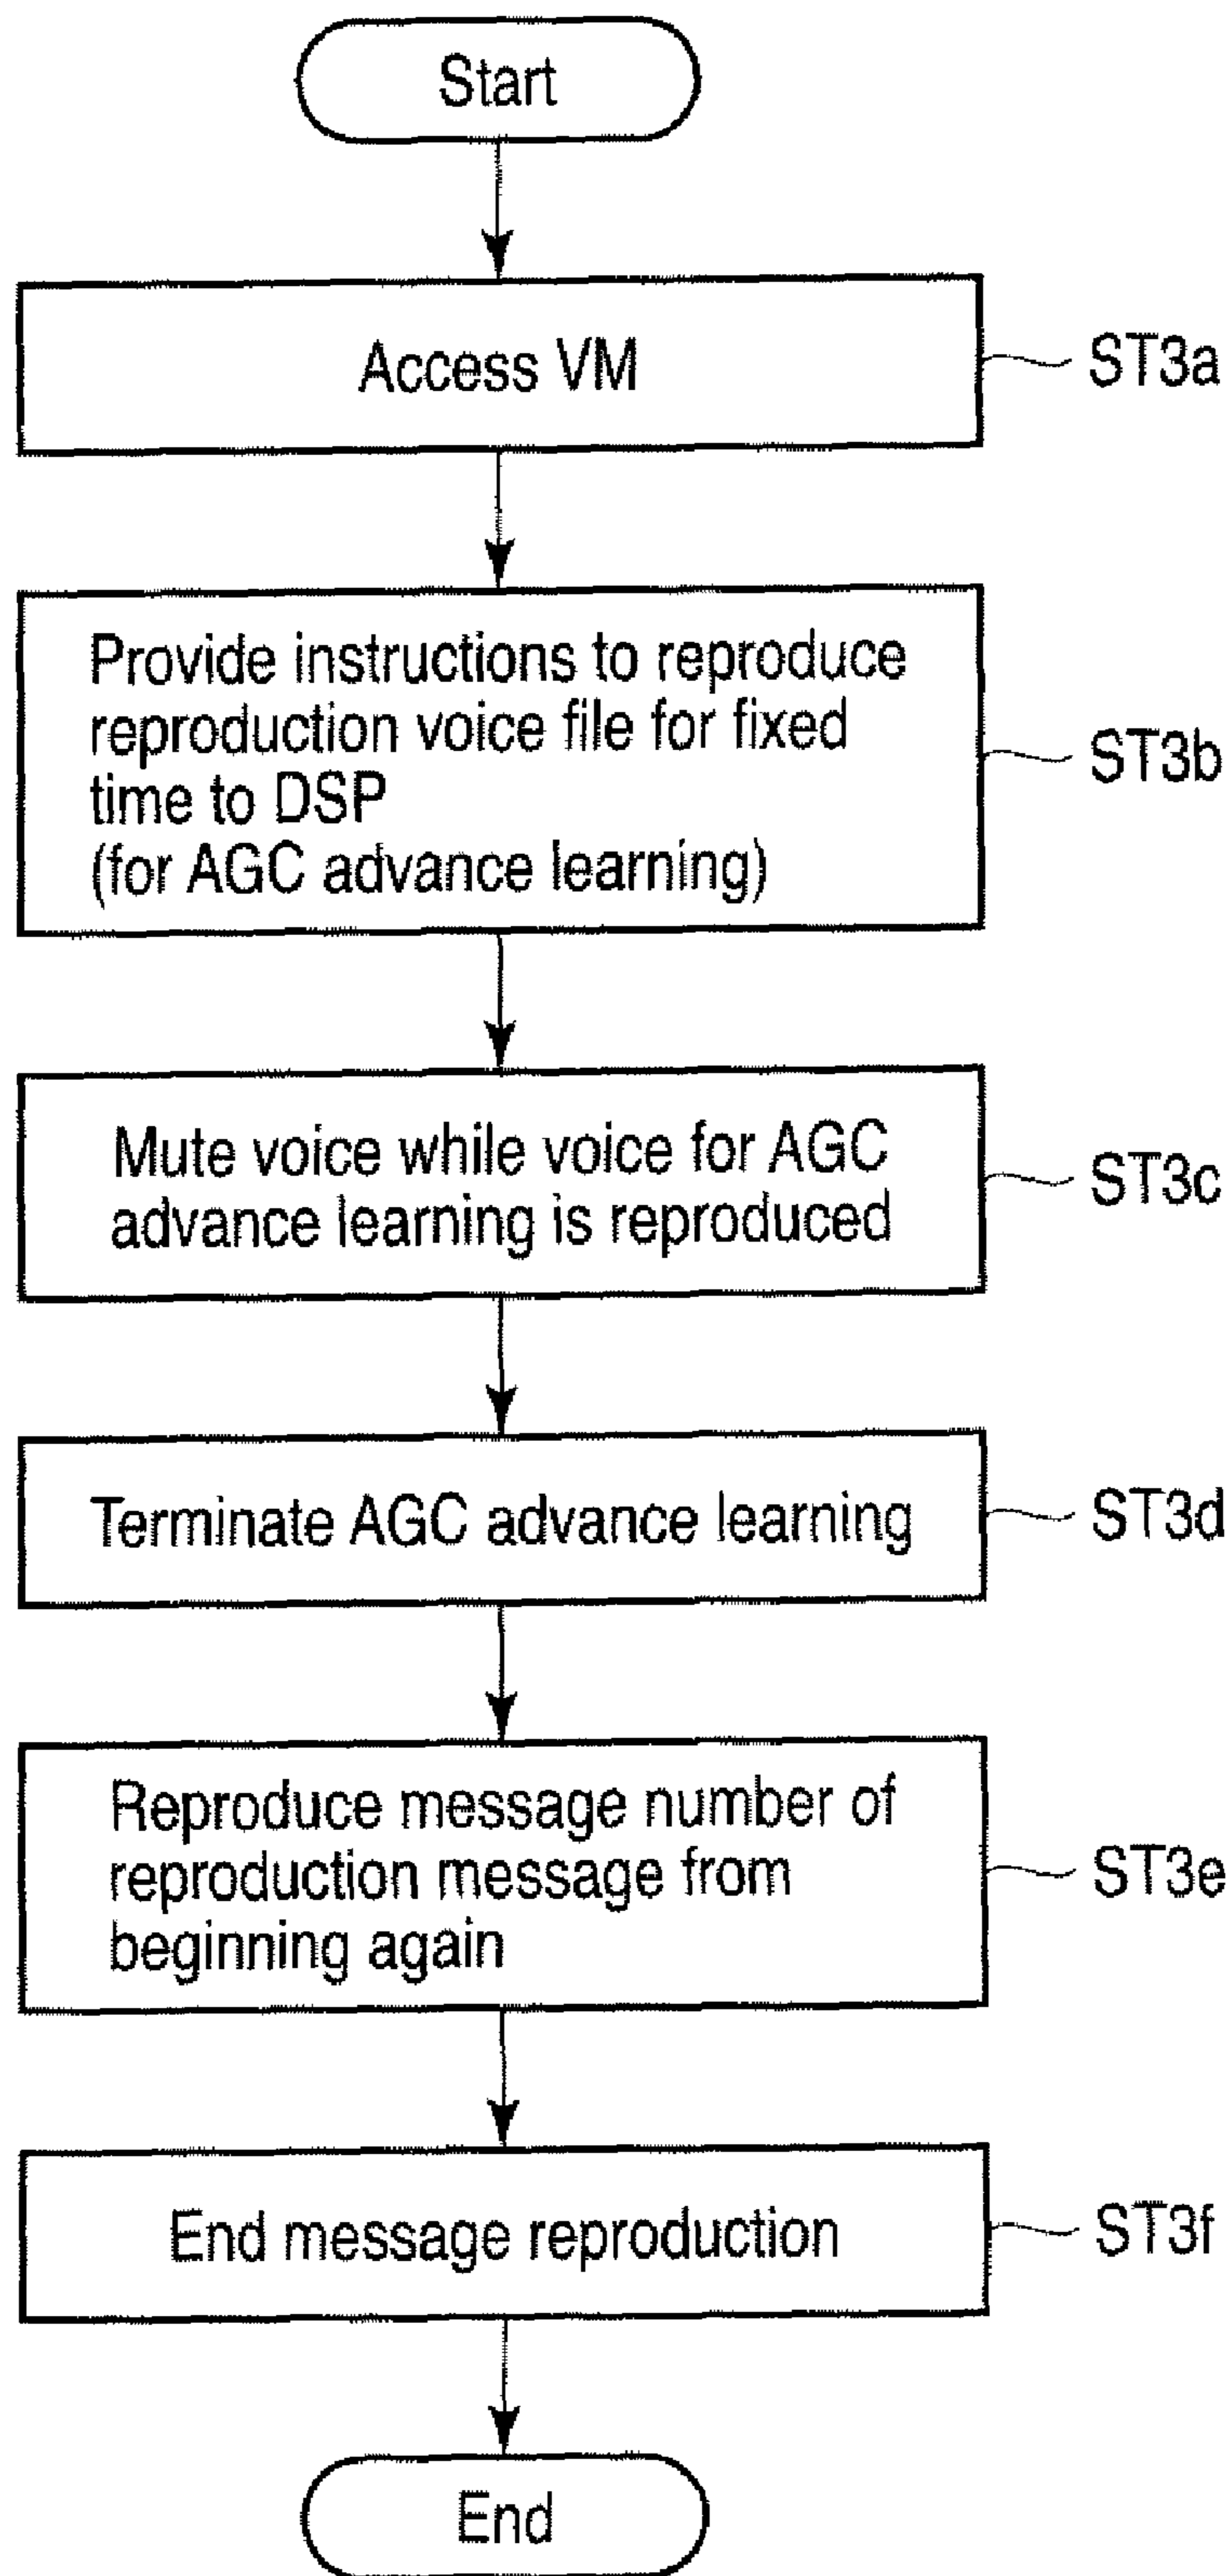 Start
Access VM
ST3a
Provide instructions to reproduce
reproduction voice file for fixed
time to DSP
(for AGC advance learning)
ST3b
Mute voice while voice for AGC
advance learning is reproduced
ST3c
Terminate AGC advance learning
ST3d
Reproduce message number of
reproduction message from
beginning again
ST3e
End message reproduction
ST3f
End